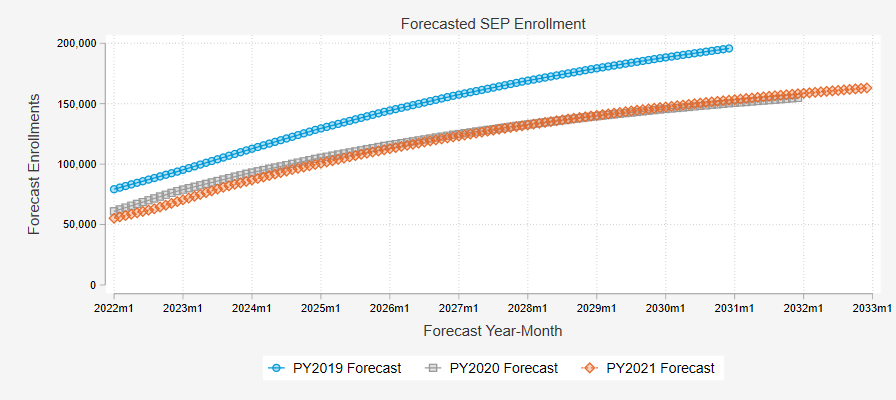 Forecasted SEP Enrollment
Forecast Enrollments
200,000
150,000
100,000
50,000
0
2022m1 2023m1 2024m1 2025m1 2026m1 2027m1 2028m1 2029m1 2030m1 2031m1 2032m1 2033m1
Forecast Year-Month
PY2019 Forecast PY2020 Forecast PY2021 Forecast